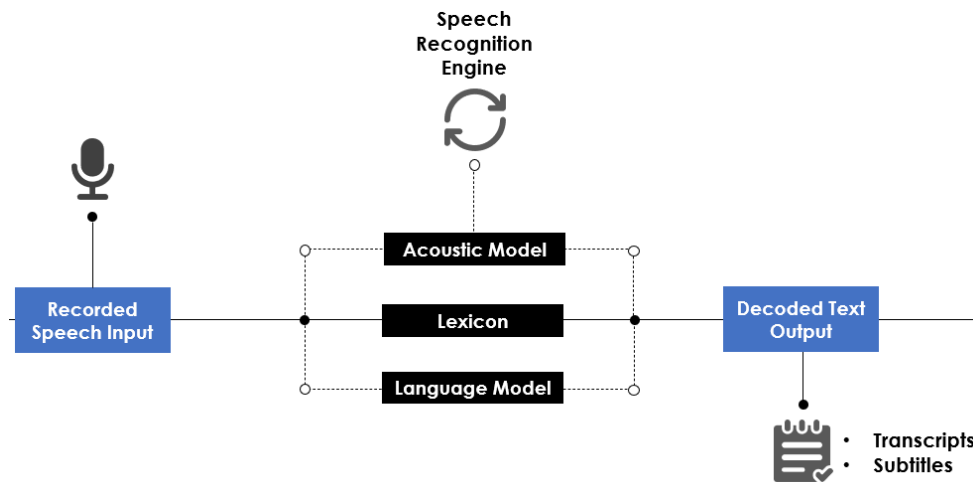 Speech
Recognition
Engine
Acoustic Model
Recorded
Speech Input
Lexicon
Decoded Text
Output
Language Model
• Transcripts
• Subtitles